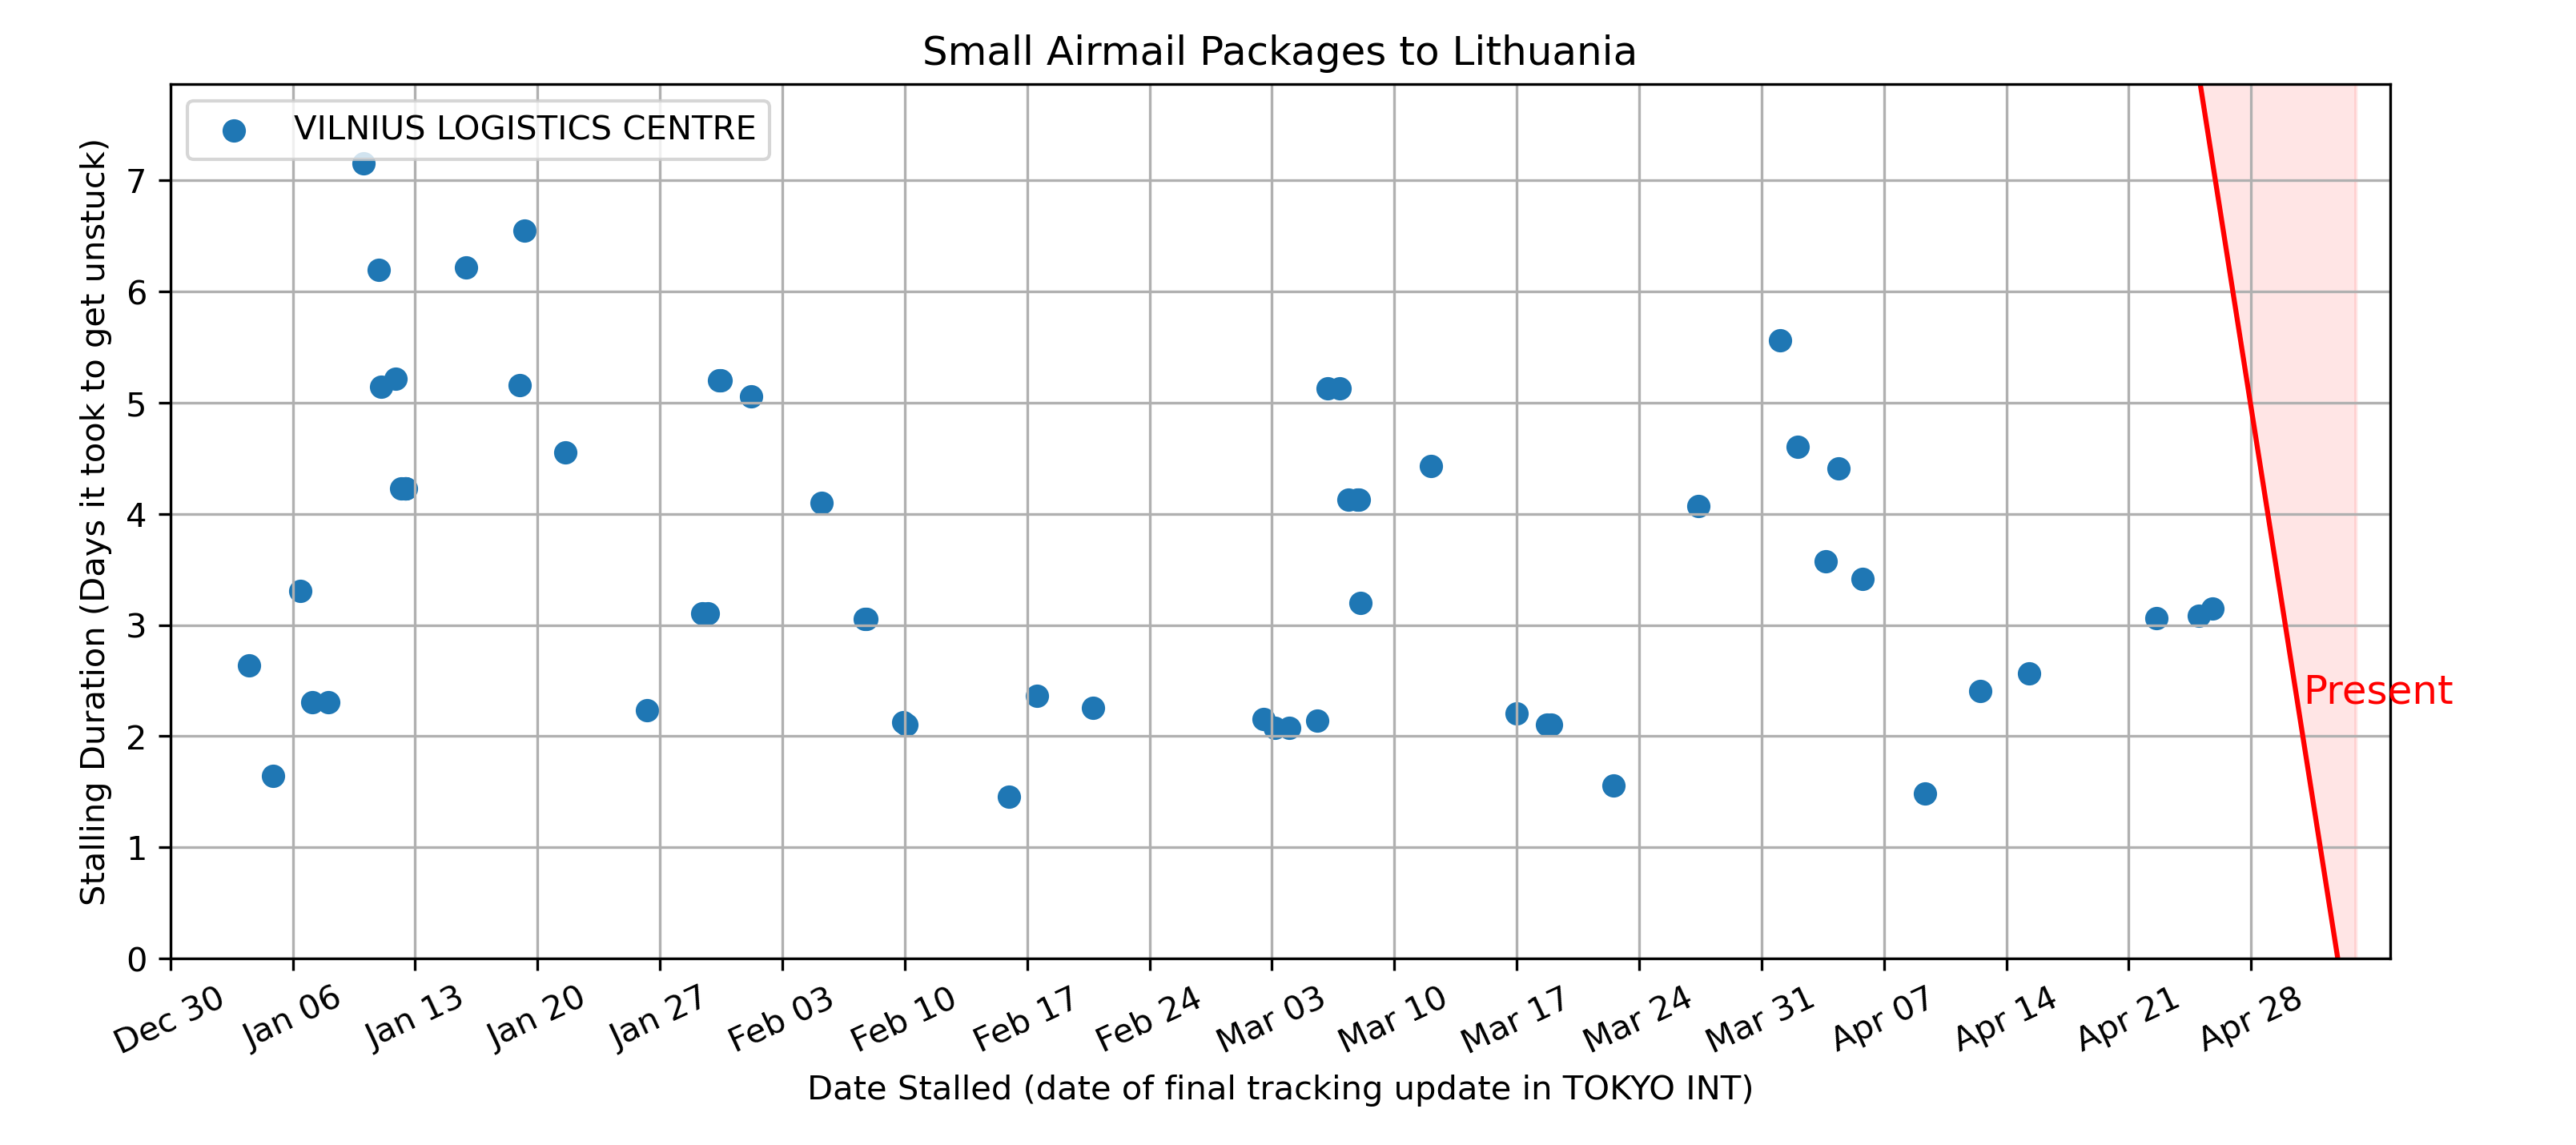 Small Airmail Packages to Lithuania
VILNIUS LOGISTICS CENTRE
Stalling Duration (Days it took to get unstuck)
7
6
5
4
3
2
1
0
Present
Dec 30
Jan 06
Jan 13
Jan 20
Jan 27
Feb 03
Feb 10
Feb 17
Feb 24
Mar 03
Mar 10
Mar 17
Mar 24
Mar 31
Apr 07
Apr 14
Apr 21
Apr 28
Date Stalled (date of final tracking update in TOKYO INT)